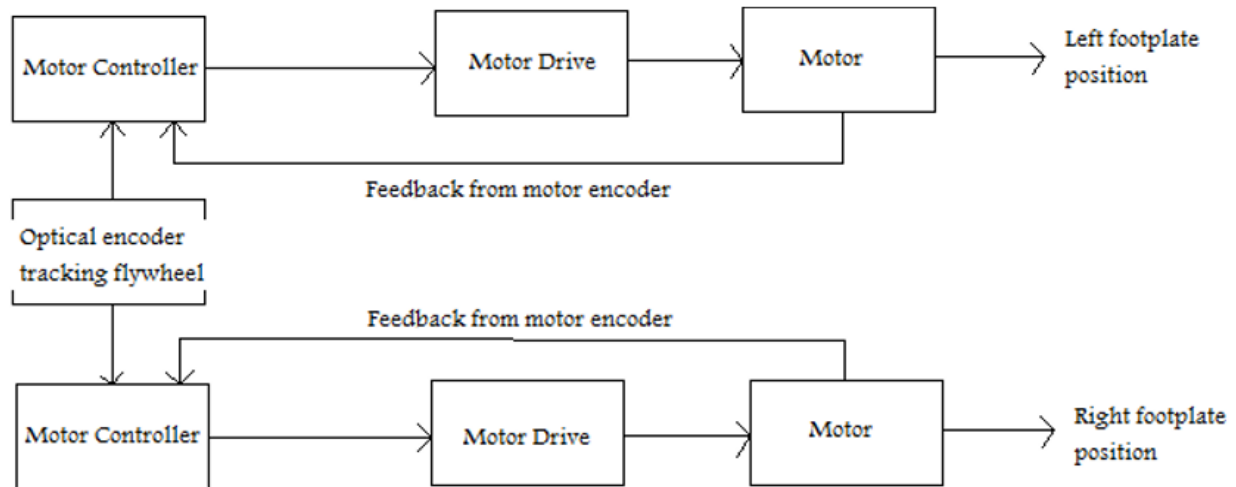 Motor Controller
Motor Drive
Motor
Left footplate
position
Feedback from motor encoder
Optical encoder
tracking flywheel
Feedback from motor encoder
Motor Controller
Motor Drive
Motor
Right footplate
position